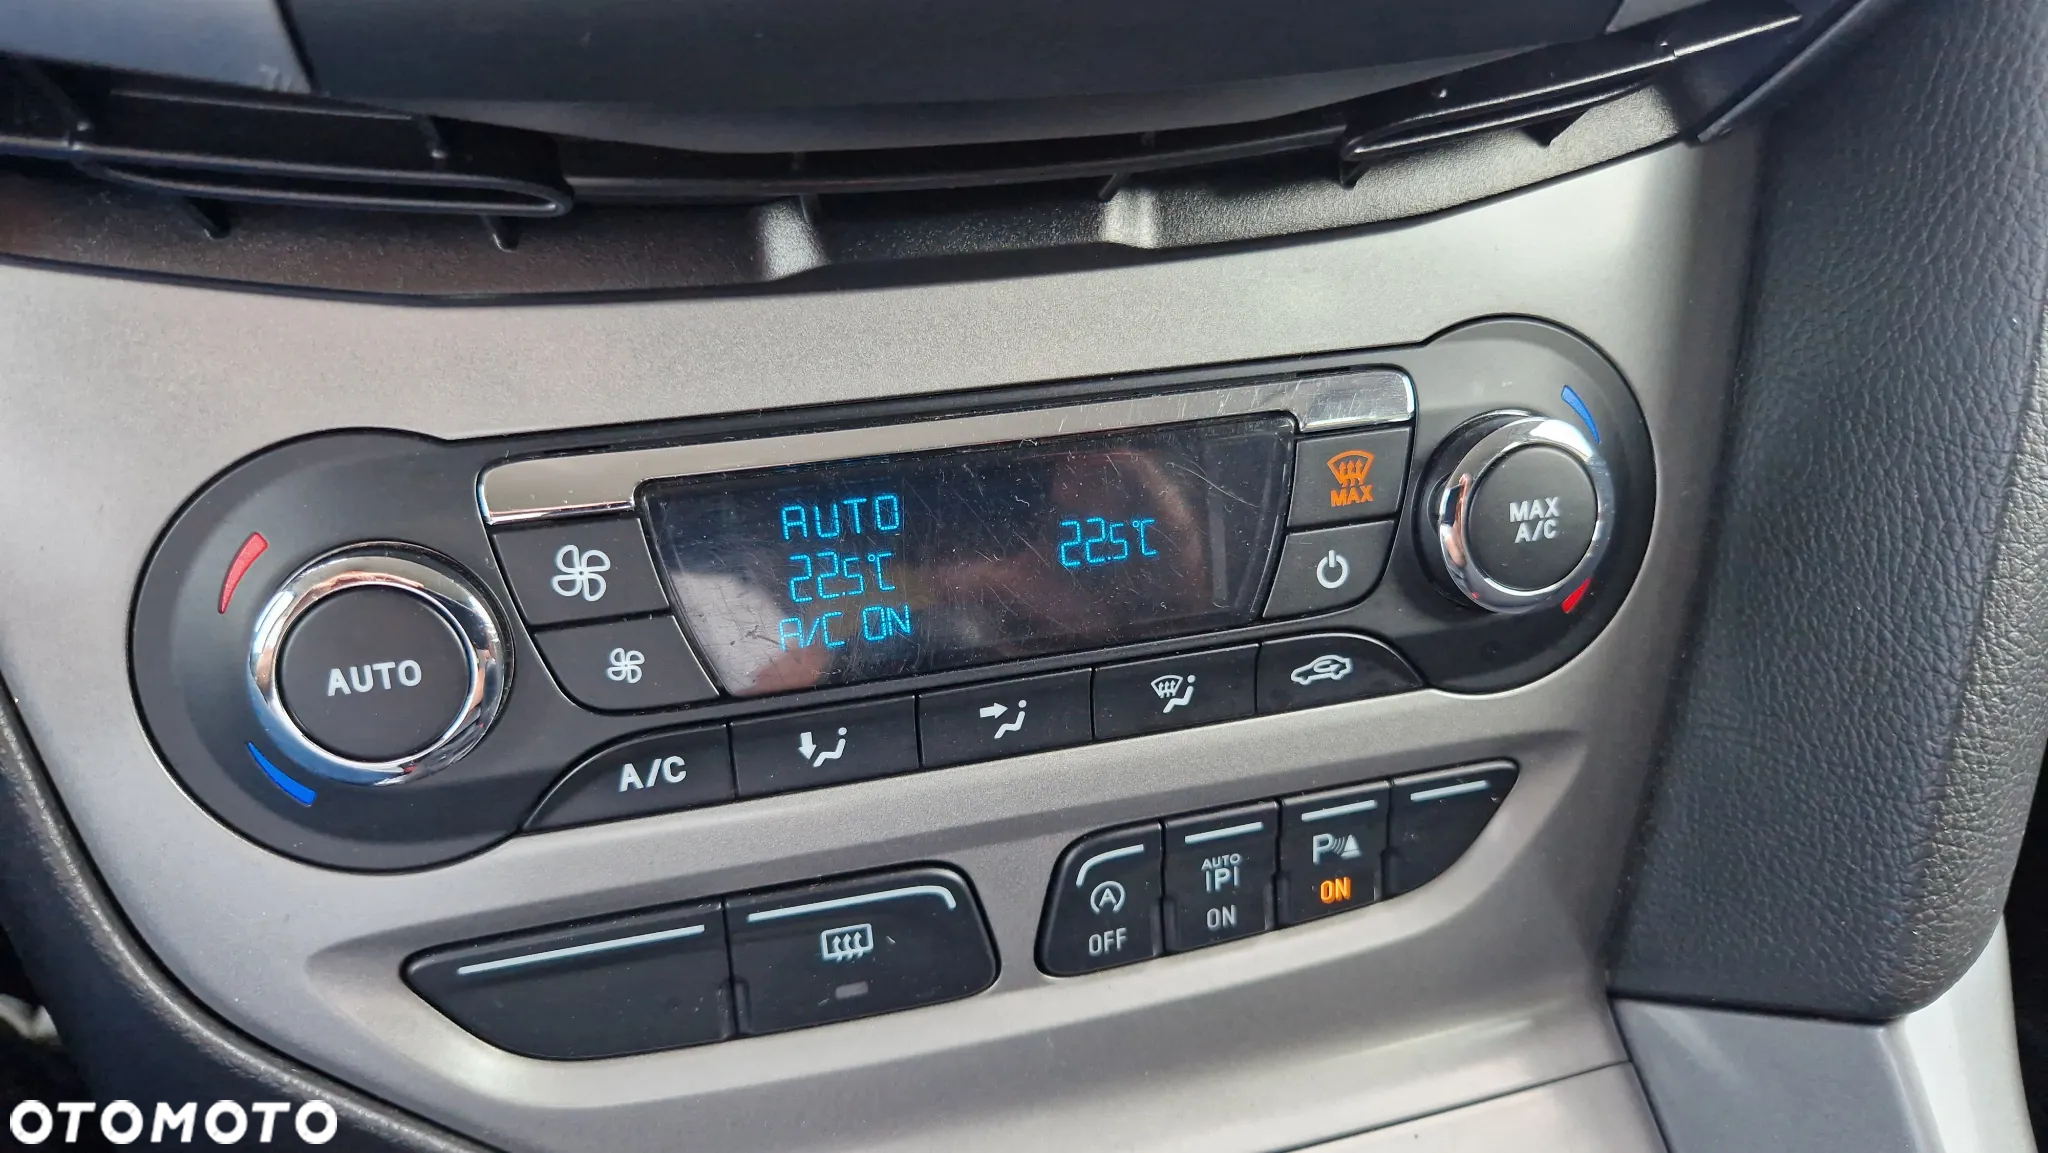 AUTO
22.5°C
22.5°C
A/C ON
MAX
MAX
A/C
AUTO
A/C
OFF
AUTO
P
ON
P
ON
OTOMOTO